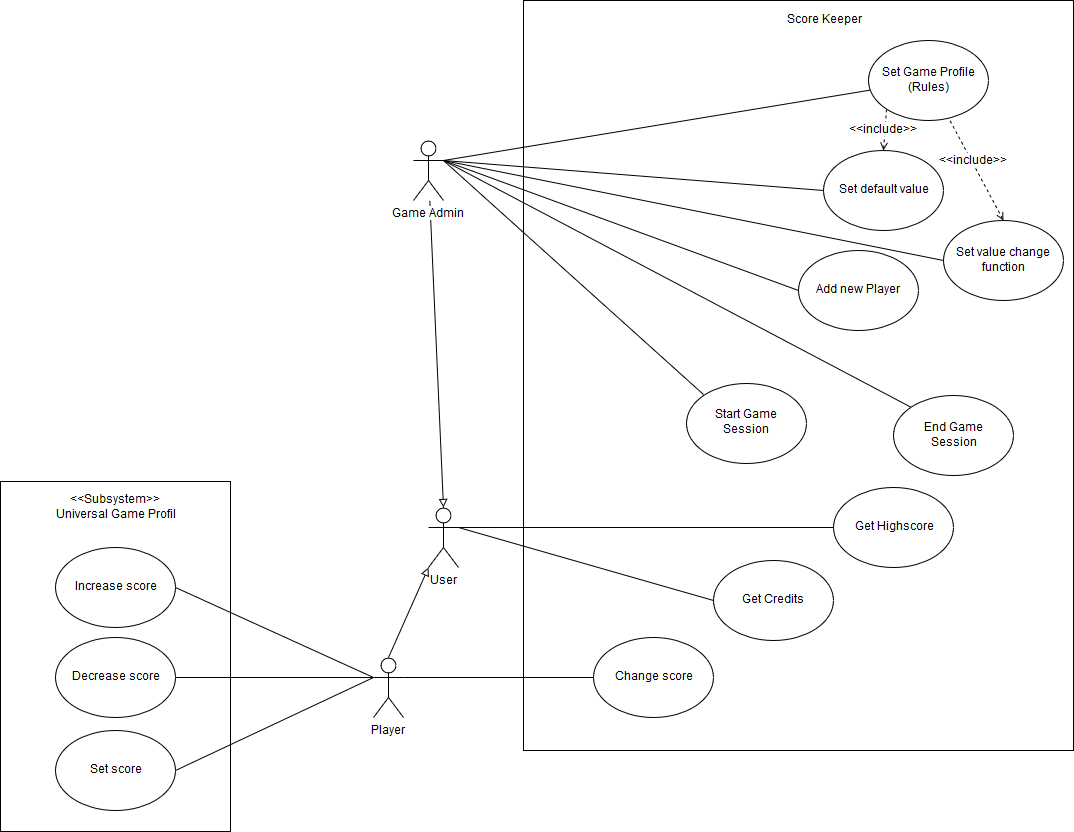 Score Keeper
Set Game Profile
(Rules)
<<include>>
<<include>>
Set default value
Game Admin
Set value change
function
Add new Player
Start Game
Session
End Game
Session
<<Subsystem>>
Universal Game Profil
Get Highscore
User
Increase score
Get Credits
Decrease score
Change score
Player
Set score